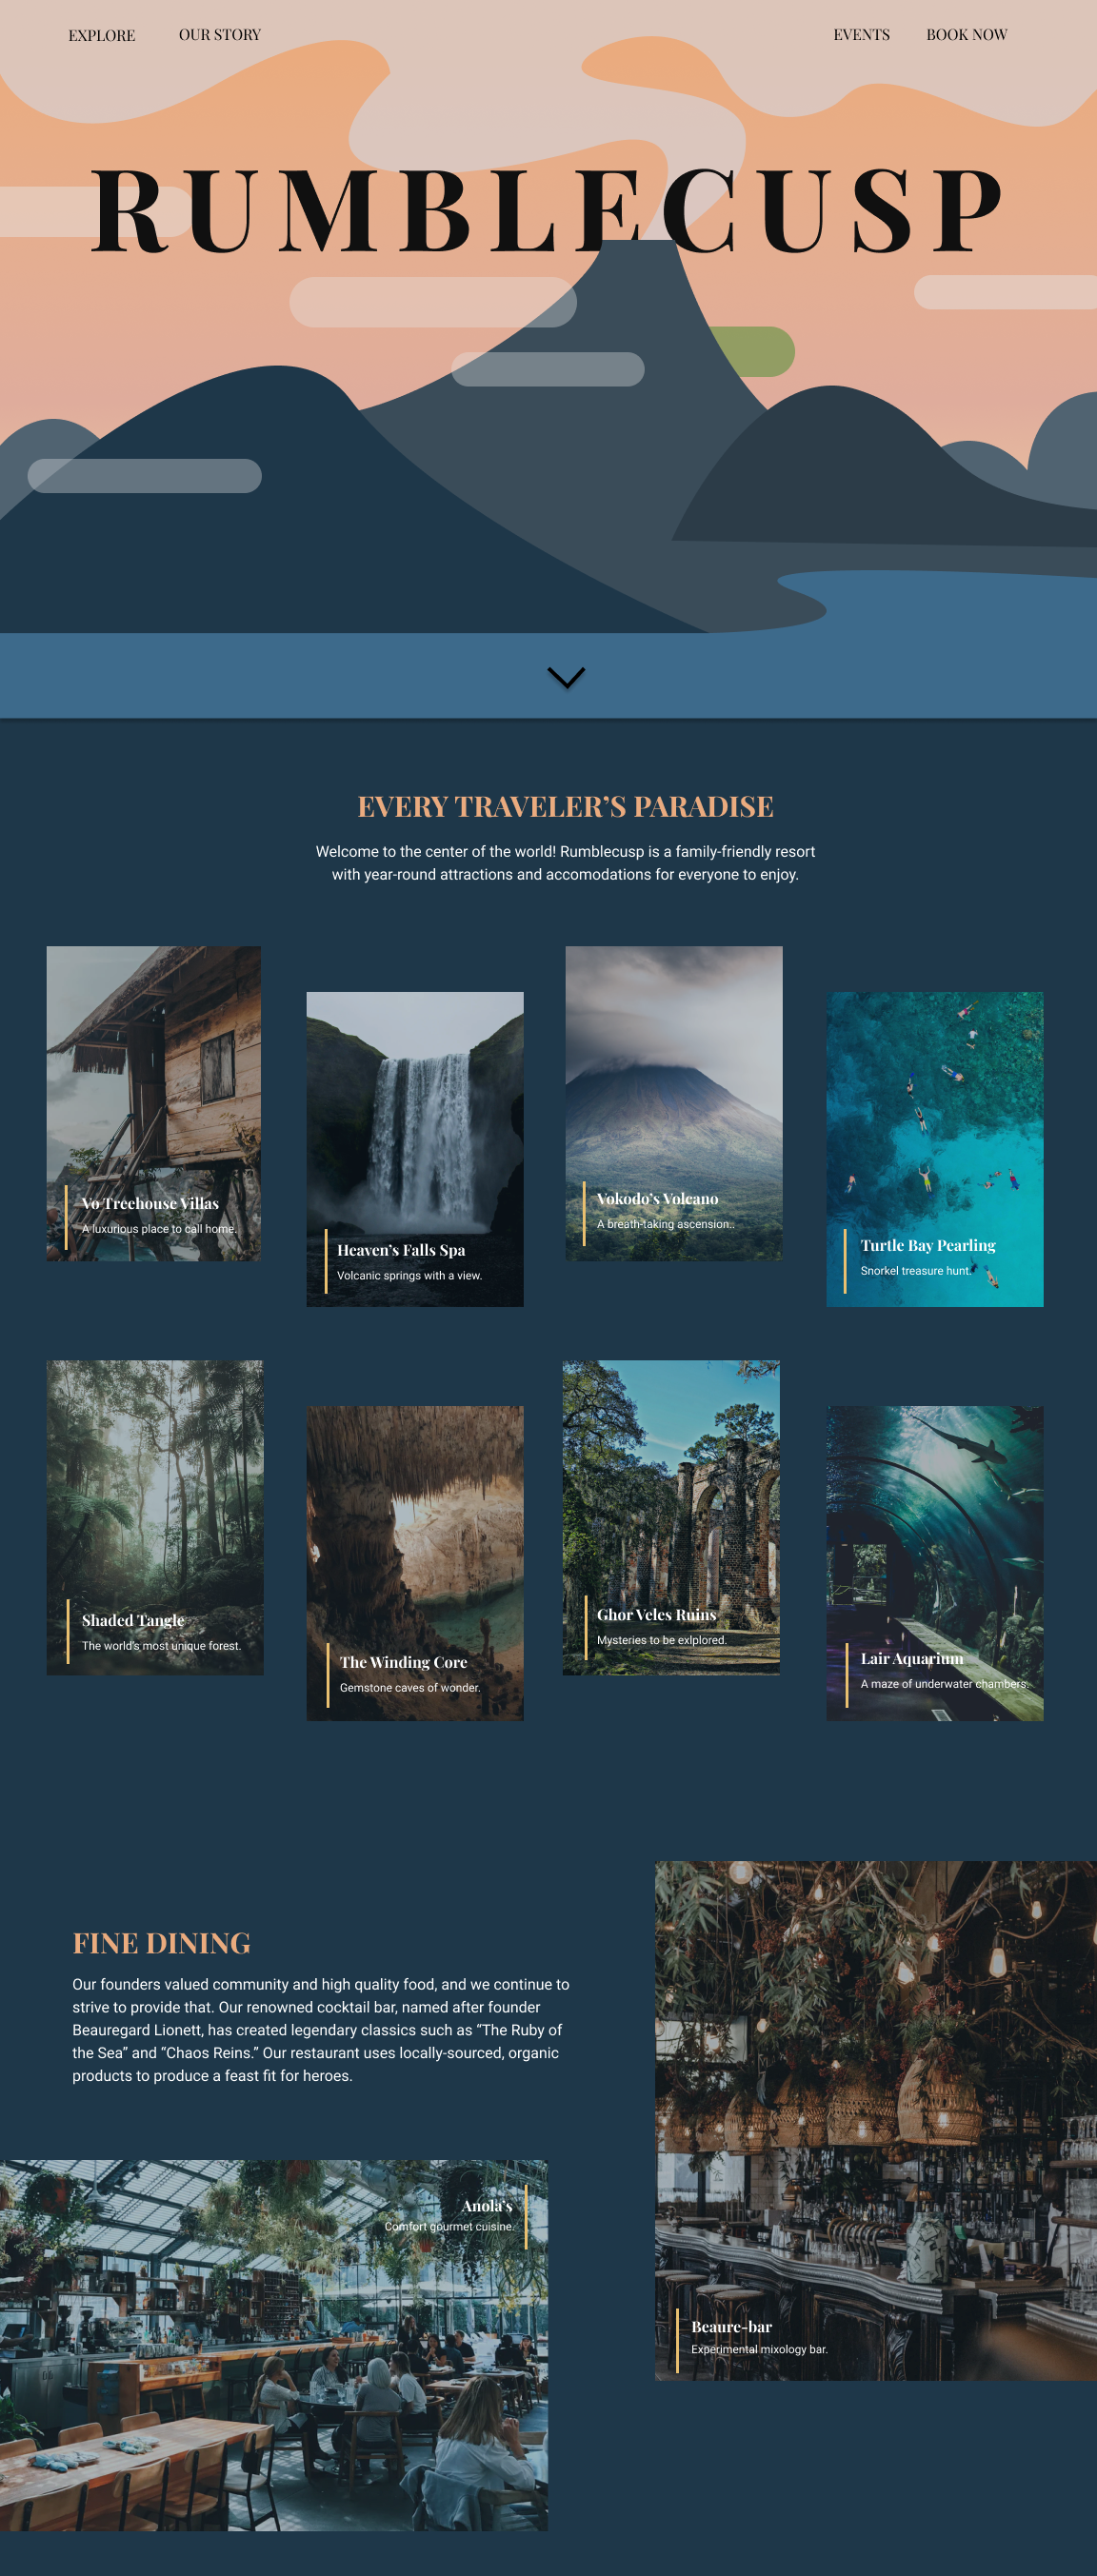 EXPLORE
OUR STORY
EVENTS
BOOK NOW
RUMBLECUSP
EVERY TRAVELER’S PARADISE
Welcome to the center of the world! Rumblecusp is a family-friendly resort
with year-round attractions and accomodations for everyone to enjoy.
Vo Treehouse Villas
A luxurious place to call home.
Heaven’s Falls Spa
Volcanic springs with a view.
Vokodo’s Volcano
A breath-taking ascension..
Turtle Bay Pearling
Snorkel treasure hunt.
Shaded Tangle
The world’s most unique forest.
The Winding Core
Gemstone caves of wonder.
Ghor Veles Ruins
Mysteries to be exlplored.
Lair Aquarium
A maze of underwater chambers.
FINE DINING
Our founders valued community and high quality food, and we continue to
strive to provide that. Our renowned cocktail bar, named after founder
Beauregard Lionett, has created legendary classics such as “The Ruby of
the Sea” and “Chaos Reins.” Our restaurant uses locally-sourced, organic
products to produce a feast fit for heroes.
Anola’s
Comfort gourmet cuisine.
Beaure-bar
Experimental mixology bar.